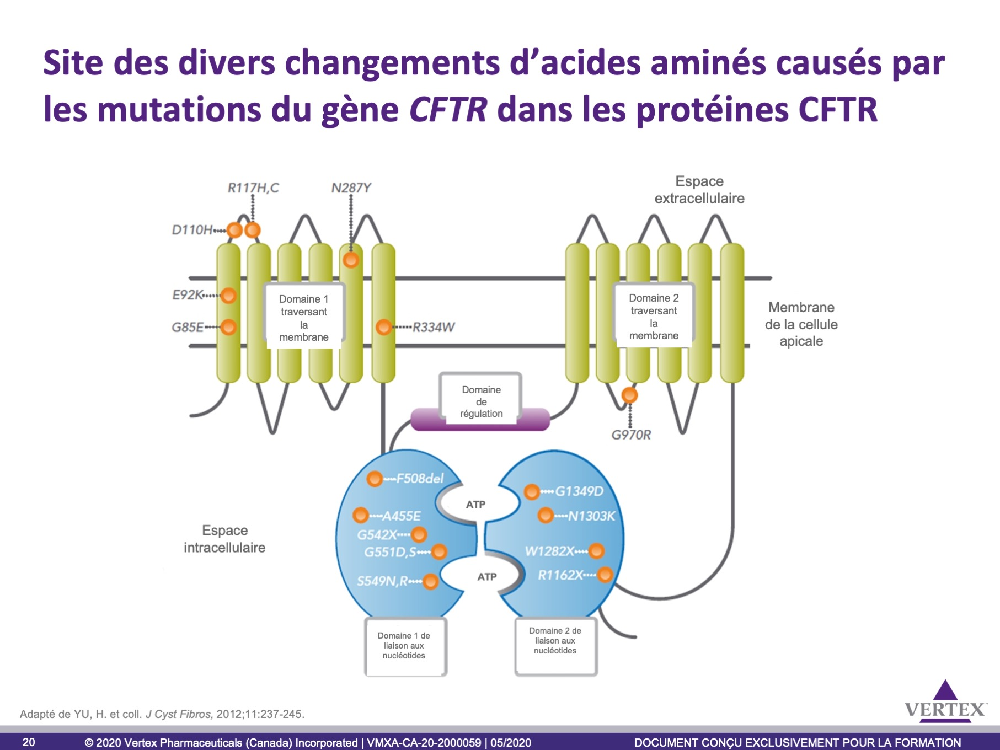 Site des divers changements d’acides aminés causés par
les mutations du gène CFTR dans les protéines CFTR
R117H,C
N287Y
Espace
extracellulaire
D110H
E92K
G85E
Domaine 1
traversant
la
membrane
R334W
Domaine 2
traversant
la
membrane
Membrane
de la cellule
apicale
Domaine
de
régulation
G970R
F508del
A455E
G542X
G551D,S
S549N,R
ATP
ATP
G1349D
N1303K
W1282X
R1162X
Espace
intracellulaire
Domaine 1 de
liaison aux
nucléotides
Domaine 2 de
liaison aux
nucléotides
Adapté de YU, H. et coll. J Cyst Fibros, 2012;11:237-245.
VERTEX
20
© 2020 Vertex Pharmaceuticals (Canada) Incorporated | VMXA-CA-20-2000059 | 05/2020
DOCUMENT CONÇU EXCLUSIVEMENT POUR LA FORMATION